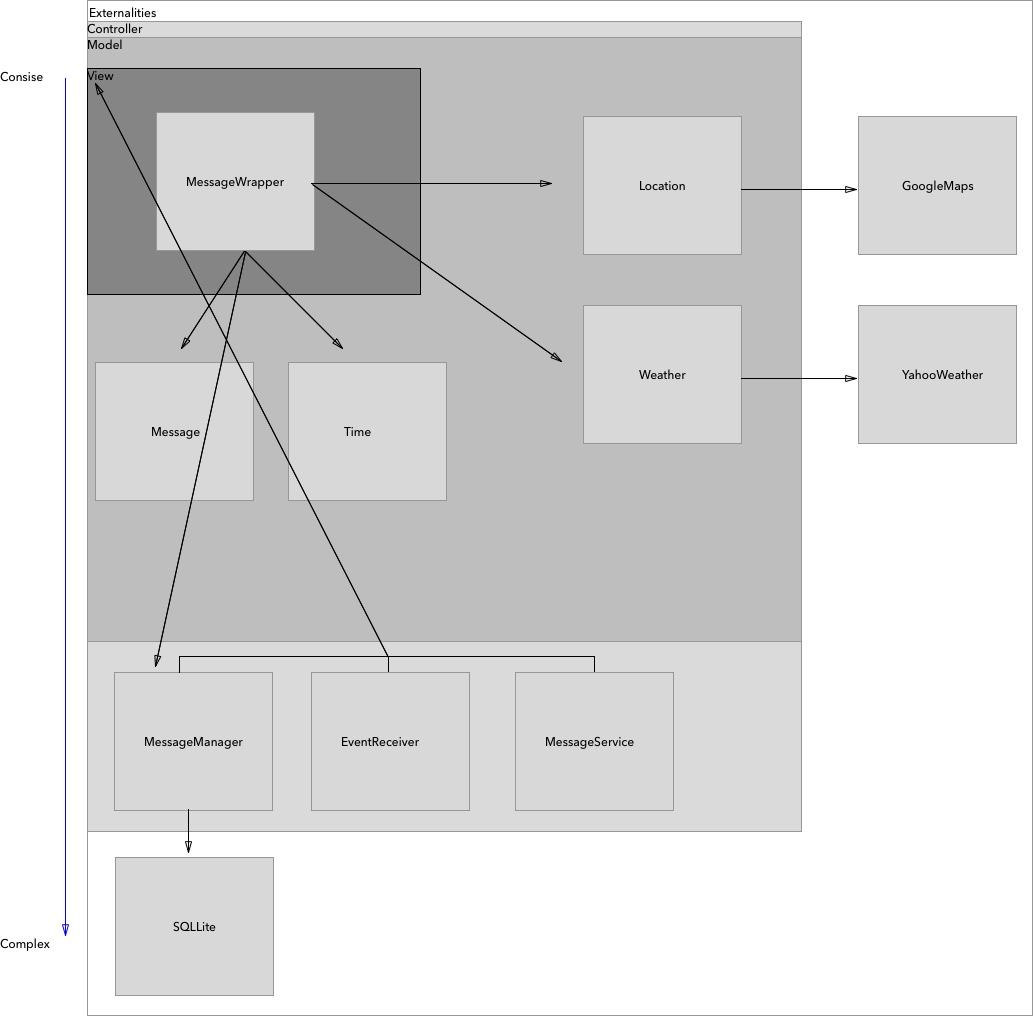 Externalities
Controller
Model
Consise
View
MessageWrapper
Location
GoogleMaps
Weather
YahooWeather
Message
Time
MessageManager
EventReceiver
MessageService
SQLLite
Complex